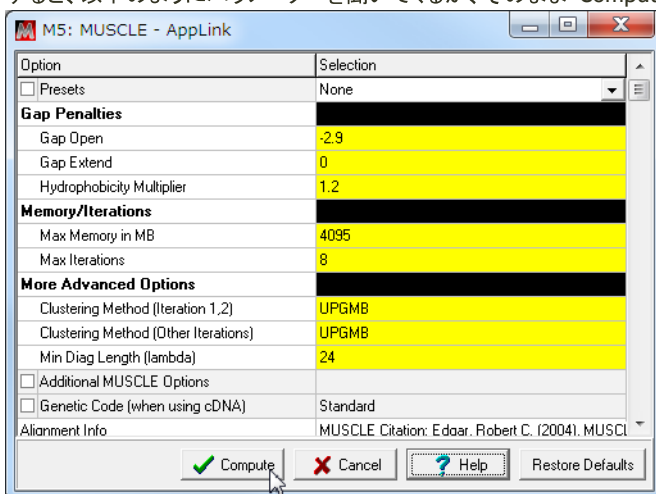 M5: MUSCLE - AppLink
Option Selection
Presets None
Gap Penalties
Gap Open -2.9
Gap Extend 0
Hydrophobicity Multiplier 1.2
Memory/Iterations
Max Memory in MB 4095
Max Iterations 8
More Advanced Options
Clustering Method (Iteration 1,2) UPGMB
Clustering Method (Other Iterations) UPGMB
Min Diag Length (lambda) 24
Additional MUSCLE Options
Genetic Code (when using cDNA) Standard
Alignment Info MUSCLE Citation: Edgar, Robert C. (2004), MUSCL
Compute Cancel Help Restore Defaults